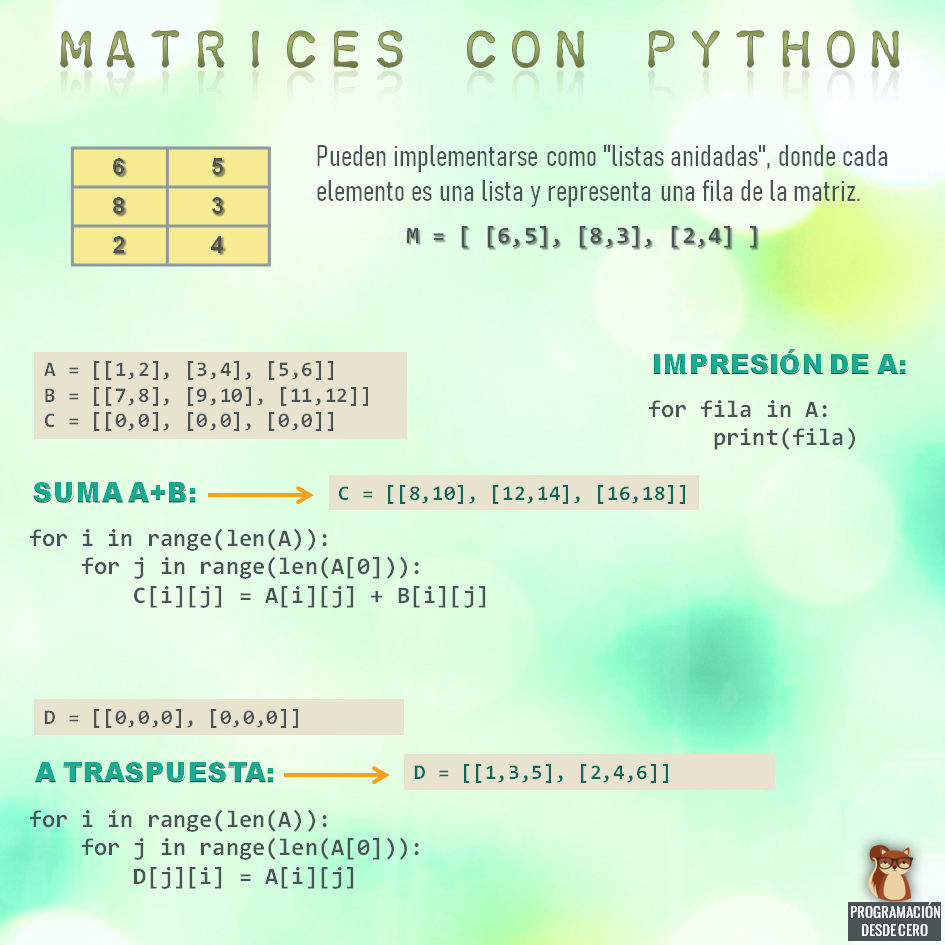 MATRICES CON PYTHON
6 5
8 3
2 4
Pueden implementarse como "listas anidadas", donde cada
elemento es una lista y representa una fila de la matriz.
M = [ [6,5], [8,3], [2,4] ]
A = [[1,2], [3,4], [5,6]]
B = [[7,8], [9,10], [11,12]]
C = [[0,0], [0,0], [0,0]]
IMPRESIÓN DE A:
for fila in A:
     print(fila)
SUMA A+B:
C = [[8,10], [12,14], [16,18]]
for i in range(len(A)):
    for j in range(len(A[0])):
        C[i][j] = A[i][j] + B[i][j]
D = [[0,0,0], [0,0,0]]
A TRASPUESTA:
D = [[1,3,5], [2,4,6]]
for i in range(len(A)):
    for j in range(len(A[0])):
        D[j][i] = A[i][j]
PROGRAMACIÓN
DESDE CERO